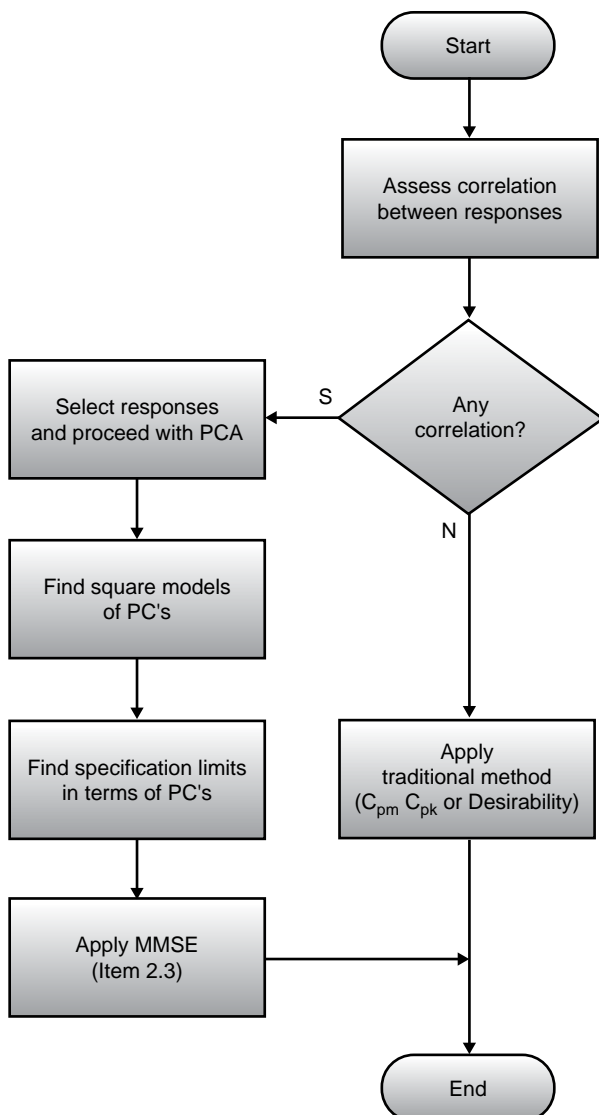 Start
Assess correlation
between responses
Any
correlation?
S
N
Select responses
and proceed with PCA
Find square models
of PC's
Find specification limits
in terms of PC's
Apply MMSE
(Item 2.3)
Apply
traditional method
(Cpm Cpk or Desirability)
End